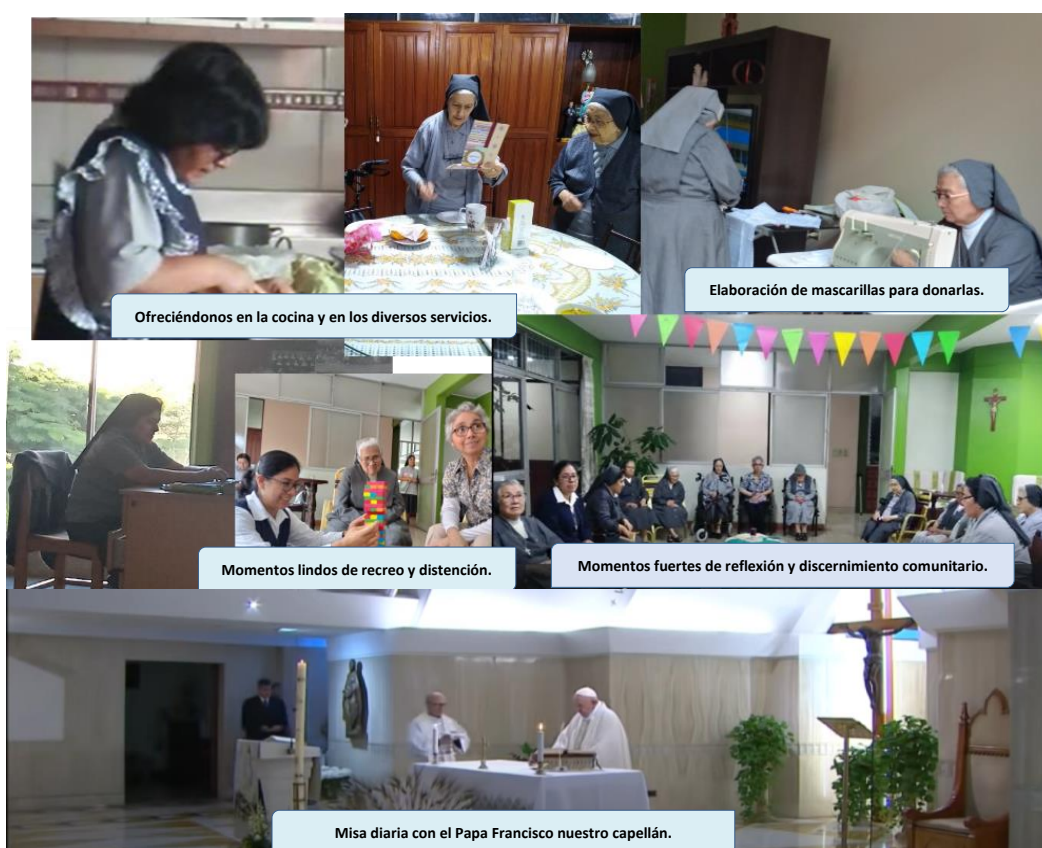 Ofreciéndonos en la cocina y en los diversos servicios.
Elaboración de mascarillas para donarlas.
Momentos lindos de recreo y distención.
Momentos fuertes de reflexión y discernimiento comunitario.
Misa diaria con el Papa Francisco nuestro capellán.